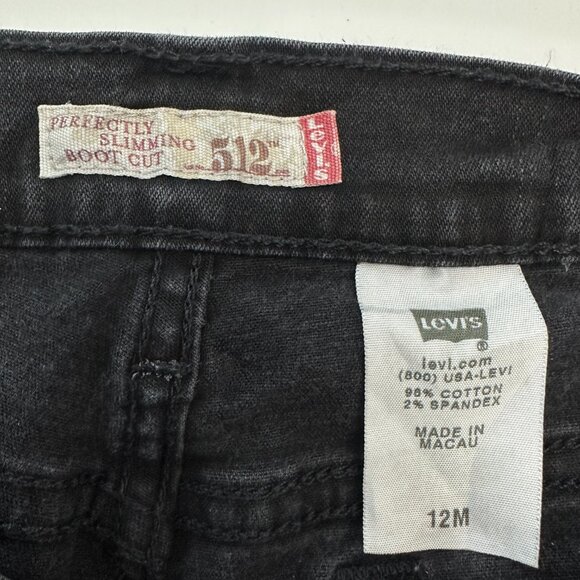 PERFECTLY
SLIMMING
BOOT CUT
512™
Levi's
LEVI'S
®
levi.com
(800) USA-LEVI
98% COTTON
2% SPANDEX
MADE IN
MACAU
12M